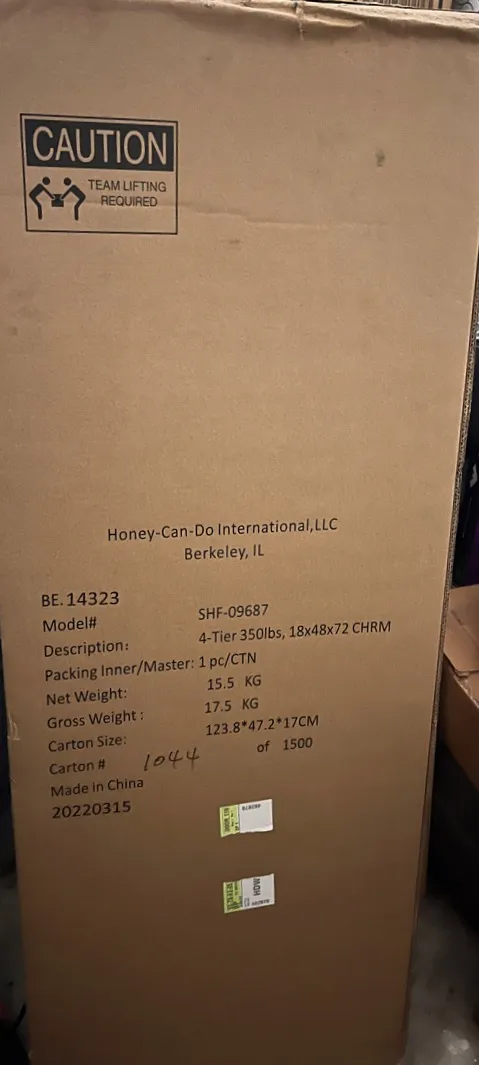 CAUTION
TEAM LIFTING
REQUIRED
Honey-Can-Do International,LLC
Berkeley, IL
BE. 14323
Model# SHF-09687
Description: 4-Tier 350lbs, 18x48x72 CHRM
Packing Inner/Master: 1 pc/CTN
Net Weight: 15.5 KG
Gross Weight : 17.5 KG
Carton Size: 123.8*47.2*17CM
Carton # 1044 of 1500
Made in China
20220315